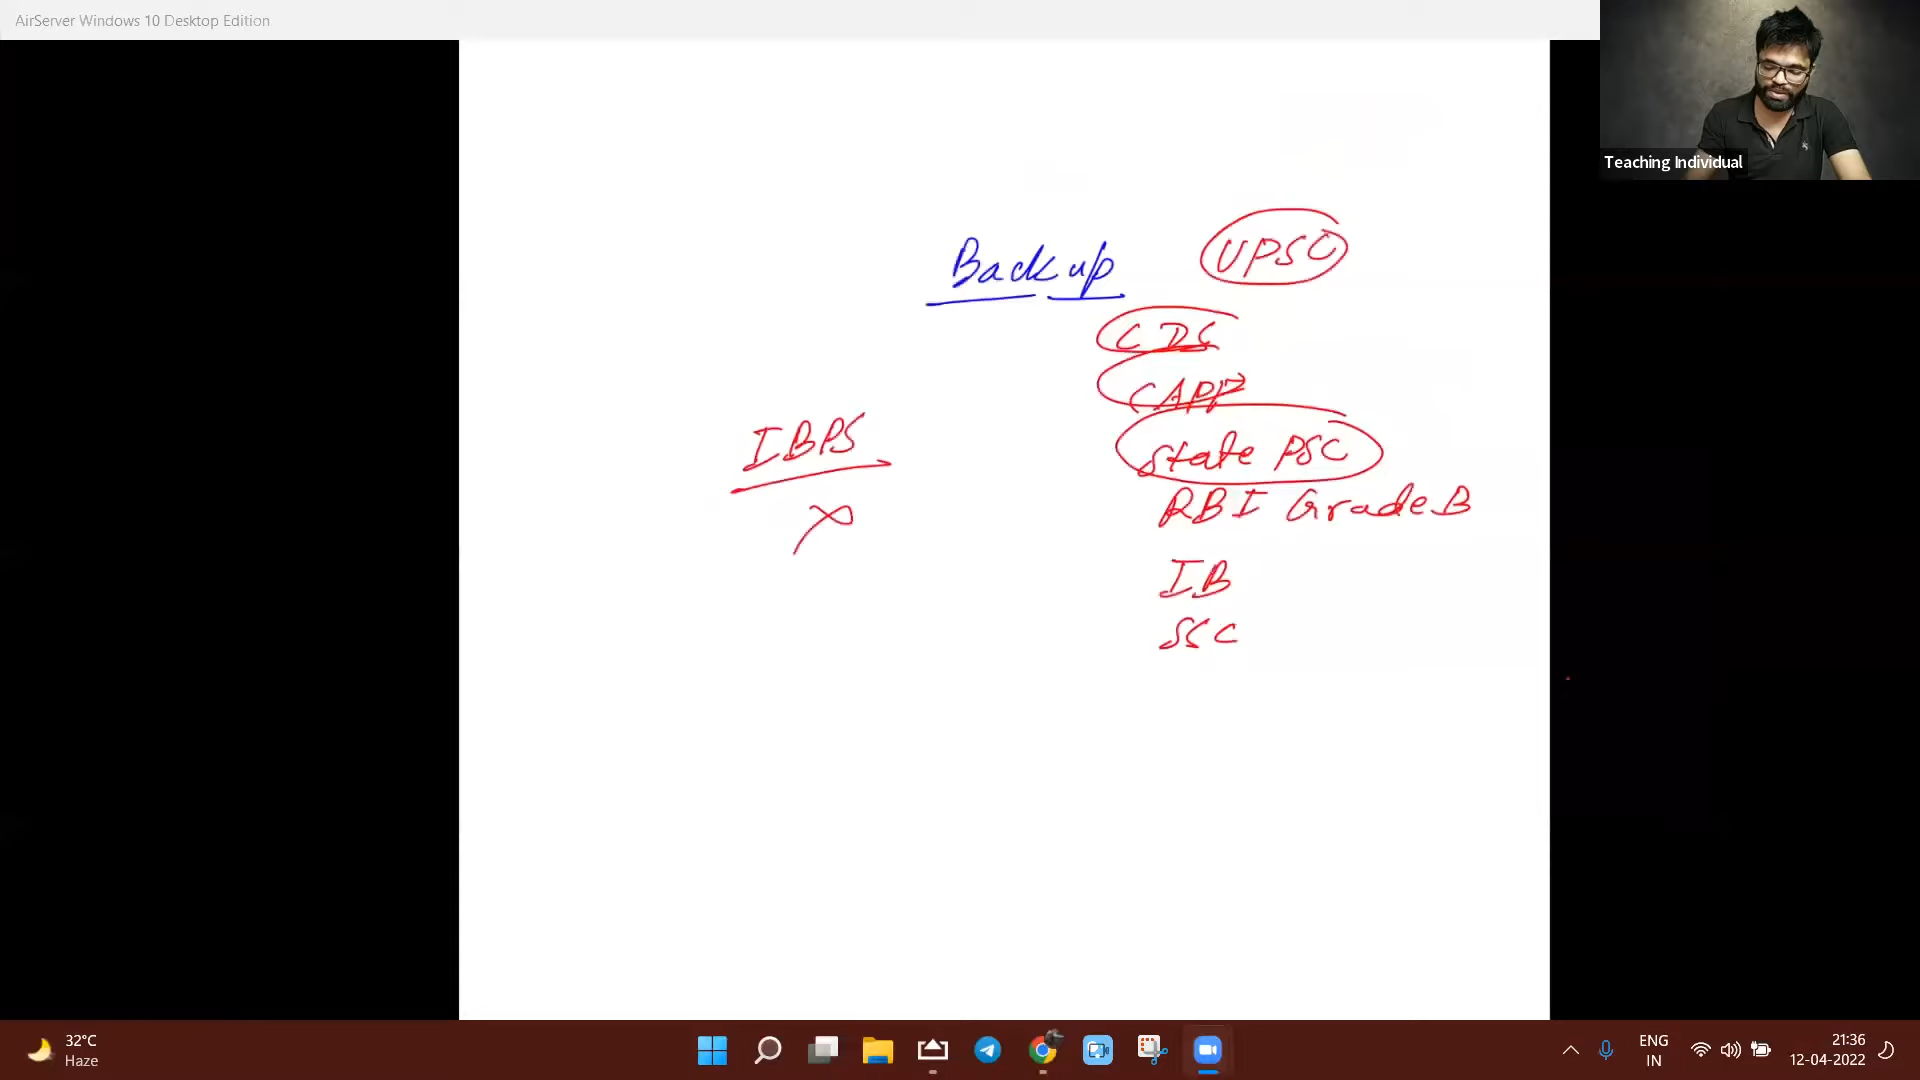 AirServer Windows 10 Desktop Edition
Teaching Individual
Backup
UPSC
CDS
CAPF
IBPS
State PSC
RBI Grade B
IB
SSC
32°C
Haze
ENG
IN
21:36
12-04-2022